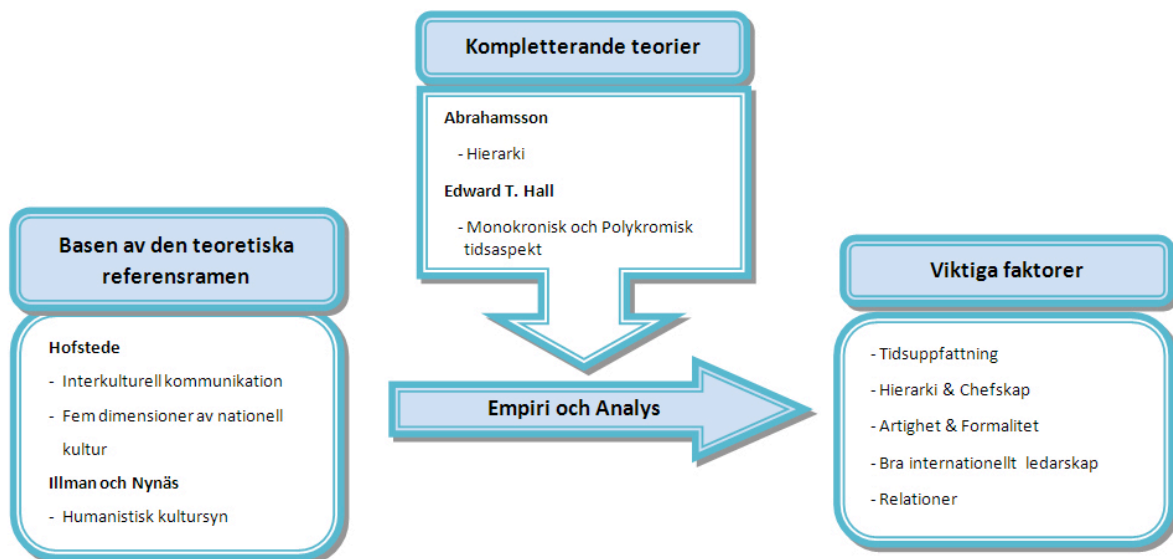 Kompletterande teorier
Abrahamsson
- Hierarki
Edward T. Hall
- Monokronisk och Polykromisk
tidsaspekt
Basen av den teoretiska
referensramen
Hofstede
- Interkulturell kommunikation
- Fem dimensioner av nationell
kultur
Illman och Nynäs
- Humanistisk kultursyn
Empiri och Analys
Viktiga faktorer
- Tidsuppfattning
- Hierarki & Chefskap
- Artighet & Formalitet
- Bra internationellt ledarskap
- Relationer